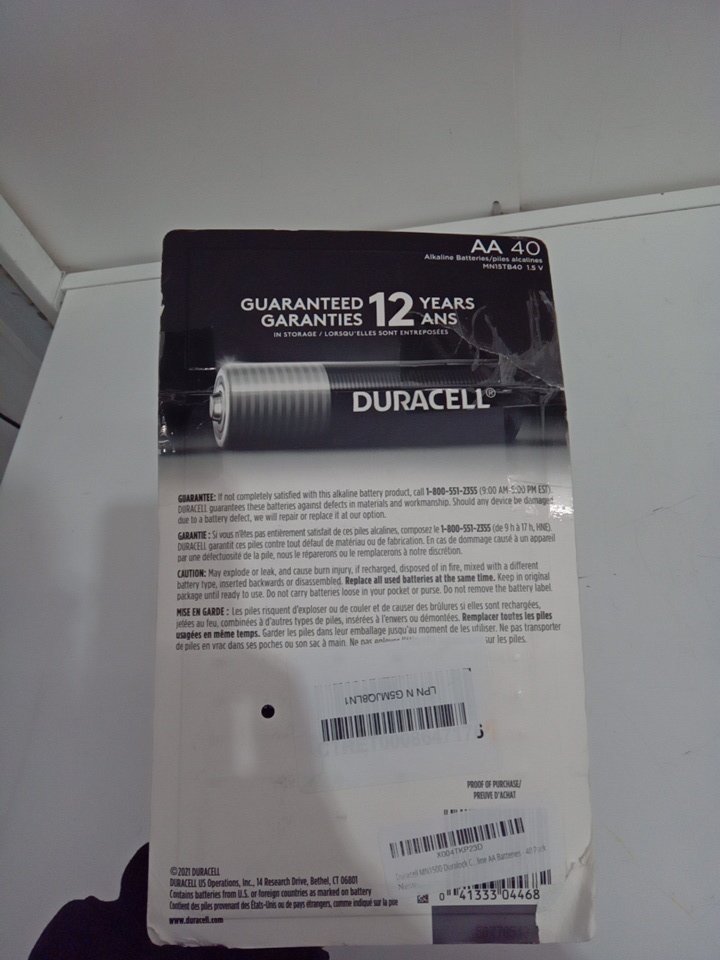 AA 40
Alkaline Batteries/piles alcalines
MN15TB40 1.5 V
GUARANTEED 12 YEARS
GARANTIES ANS
IN STORAGE / LORSQU'ELLES SONT ENTREPOSÉES
DURACELL
GUARANTEE: If not completely satisfied with this alkaline battery product, call 1-800-551-2355 (9:00 AM-5:00 PM EST).
DURACELL guarantees these batteries against defects in materials and workmanship. Should any device be damaged
due to a battery defect, we will repair or replace it at our option.
GARANTIE : Si vous n'êtes pas entièrement satisfait de ces piles alcalines, composez le 1-800-551-2355 (de 9 h à 17 h, HNE).
DURACELL garantit ces piles contre tout défaut de matériau ou de fabrication. En cas de dommage causé à un appareil
par une défectuosité de la pile, nous le réparerons ou le remplacerons à notre discrétion.
CAUTION: May explode or leak, and cause burn injury, if recharged, disposed of in fire, mixed with a different
battery type, inserted backwards or disassembled. Replace all used batteries at the same time. Keep in original
package until ready to use. Do not carry batteries loose in your pocket or purse. Do not remove the battery label.
MISE EN GARDE : Les piles risquent d'exploser ou de couler et de causer des brûlures si elles sont rechargées,
jetées au feu, combinées à d'autres types de piles, insérées à l'envers ou démontées. Remplacer toutes les piles
usagées en même temps. Garder les piles dans leur emballage jusqu'au moment de les utiliser. Ne pas transporter
de piles en vrac dans ses poches ou son sac à main. Ne pas enlever sur les piles.
LPN N G5MJQ8LN1
PROOF OF PURCHASE/
PREUVE D'ACHAT
X004TKP23D
Duracell MN1500 Duralock C...line AA Batteries - 40 Pack
©2021 DURACELL
DURACELL US Operations, Inc., 14 Research Drive, Bethel, CT 06801
Contains batteries from U.S. or foreign countries as marked on battery
Contient des piles provenant des États-Unis ou de pays étrangers, comme indiqué sur la pile
www.duracell.com
0 41333 04468